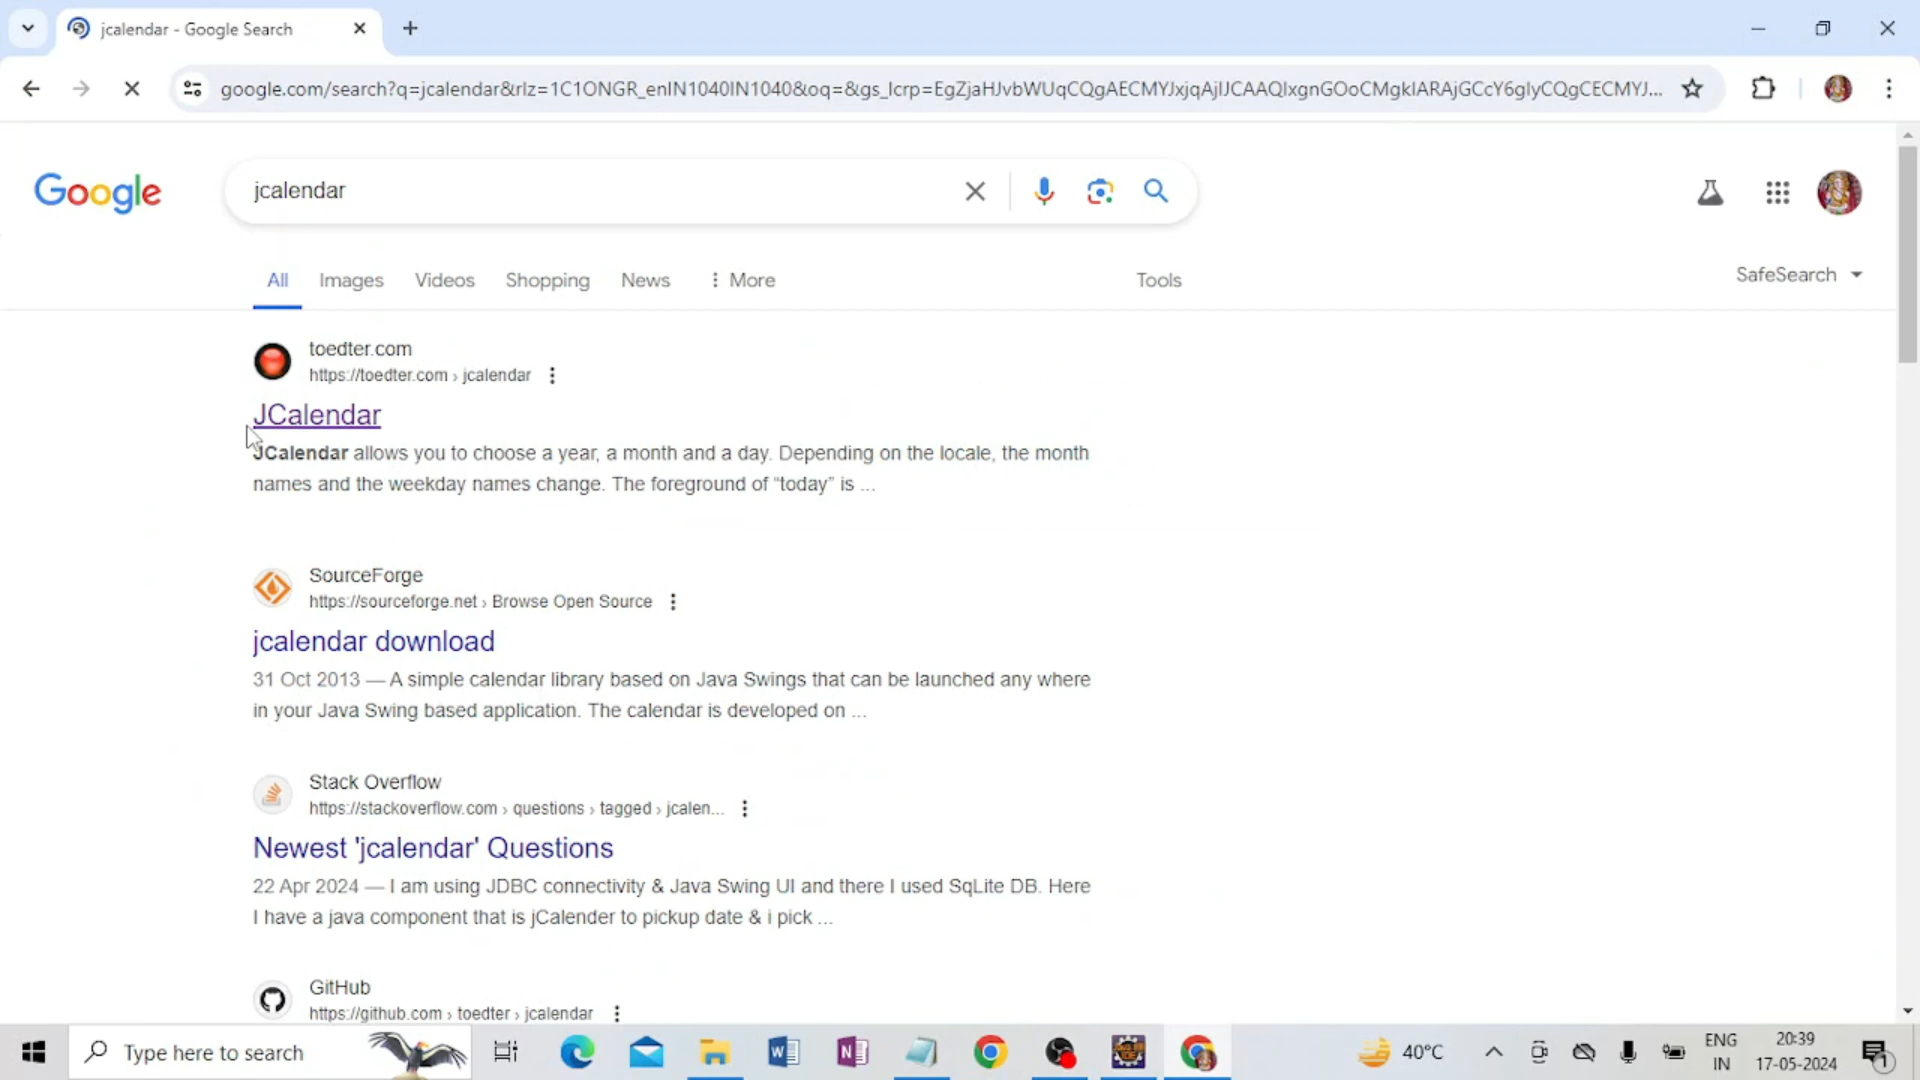 jcalendar - Google Search
google.com/search?q=jcalendar&rlz=1C1ONGR_enIN1040IN1040&oq=&gs_lcrp=EgZjaHJvbWUqCQgAECMYJxjqAjIJCAAQIxgnGOoCMgkIARAjGCcY6gIyCQgCECMYJ...
Google
jcalendar
All Images Videos Shopping News More Tools SafeSearch
toedter.com
https://toedter.com › jcalendar
JCalendar
JCalendar allows you to choose a year, a month and a day. Depending on the locale, the month
names and the weekday names change. The foreground of “today” is ...
SourceForge
https://sourceforge.net › Browse Open Source
jcalendar download
31 Oct 2013 — A simple calendar library based on Java Swings that can be launched any where
in your Java Swing based application. The calendar is developed on ...
Stack Overflow
https://stackoverflow.com › questions › tagged › jcalen...
Newest 'jcalendar' Questions
22 Apr 2024 — I am using JDBC connectivity & Java Swing UI and there I used SqLite DB. Here
I have a java component that is jCalender to pickup date & i pick ...
GitHub
https://github.com › toedter › jcalendar
Type here to search
40°C
ENG
IN
20:39
17-05-2024
1